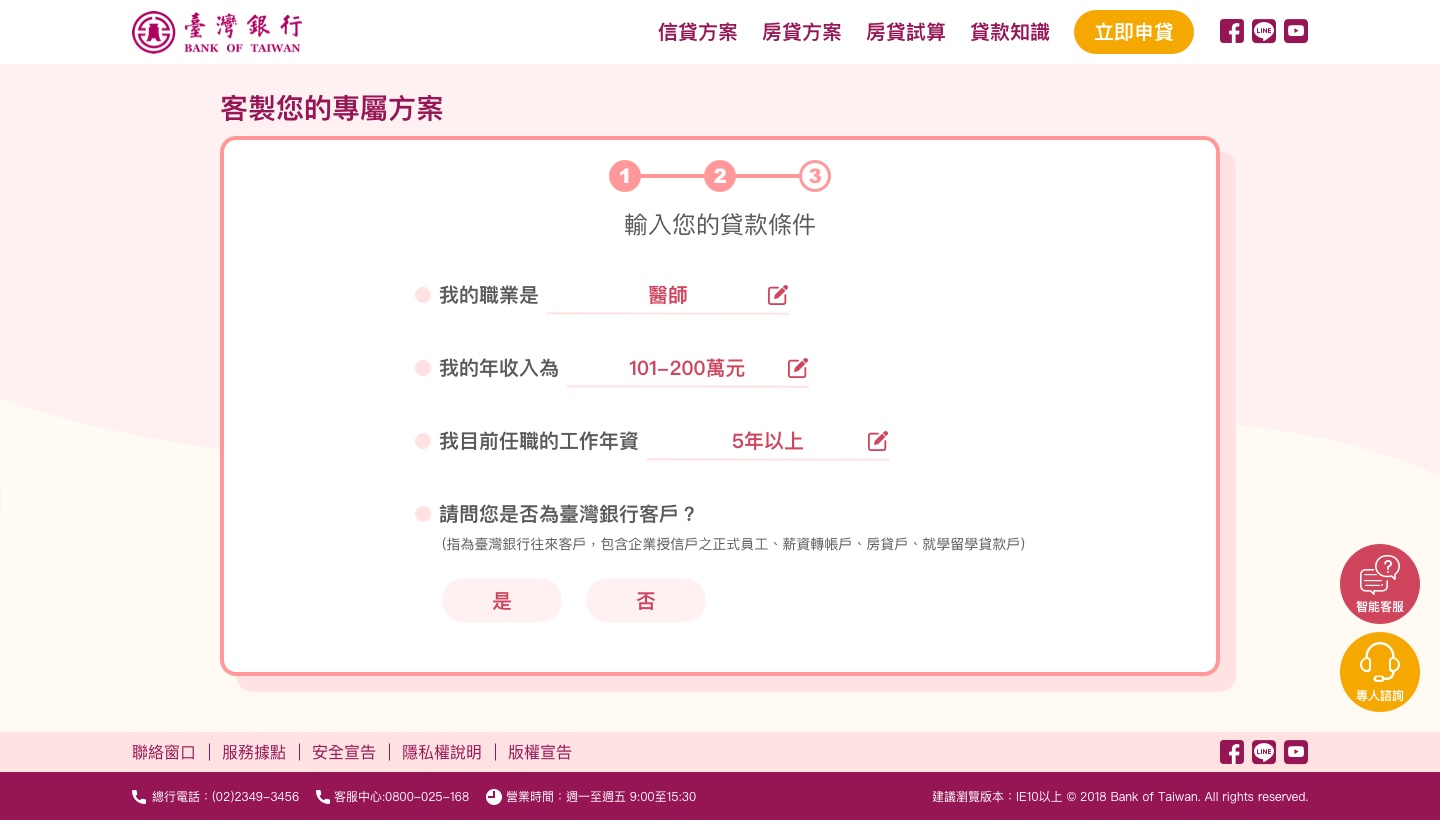 臺灣銀行
BANK OF TAIWAN
信貸方案 房貸方案 房貸試算 貸款知識 立即申貸
LINE
客製您的專屬方案
1 2 3
輸入您的貸款條件
我的職業是 醫師
我的年收入為 101-200萬元
我目前任職的工作年資 5年以上
請問您是否為臺灣銀行客戶？
(指為臺灣銀行往來客戶，包含企業授信戶之正式員工、薪資轉帳戶、房貸戶、就學留學貸款戶)
是 否
智能客服
專人諮詢
聯絡窗口 | 服務據點 | 安全宣告 | 隱私權說明 | 版權宣告
LINE
總行電話：(02)2349-3456 客服中心:0800-025-168 營業時間：週一至週五 9:00至15:30 建議瀏覽版本：IE10以上 © 2018 Bank of Taiwan. All rights reserved.